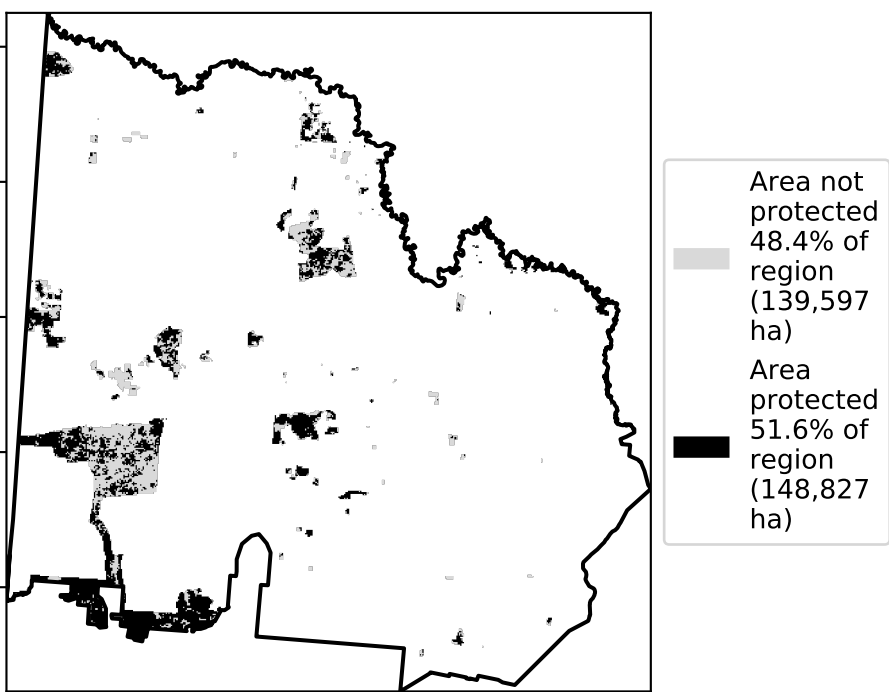 Area not
protected
48.4% of
region
(139,597
ha)
Area
protected
51.6% of
region
(148,827
ha)